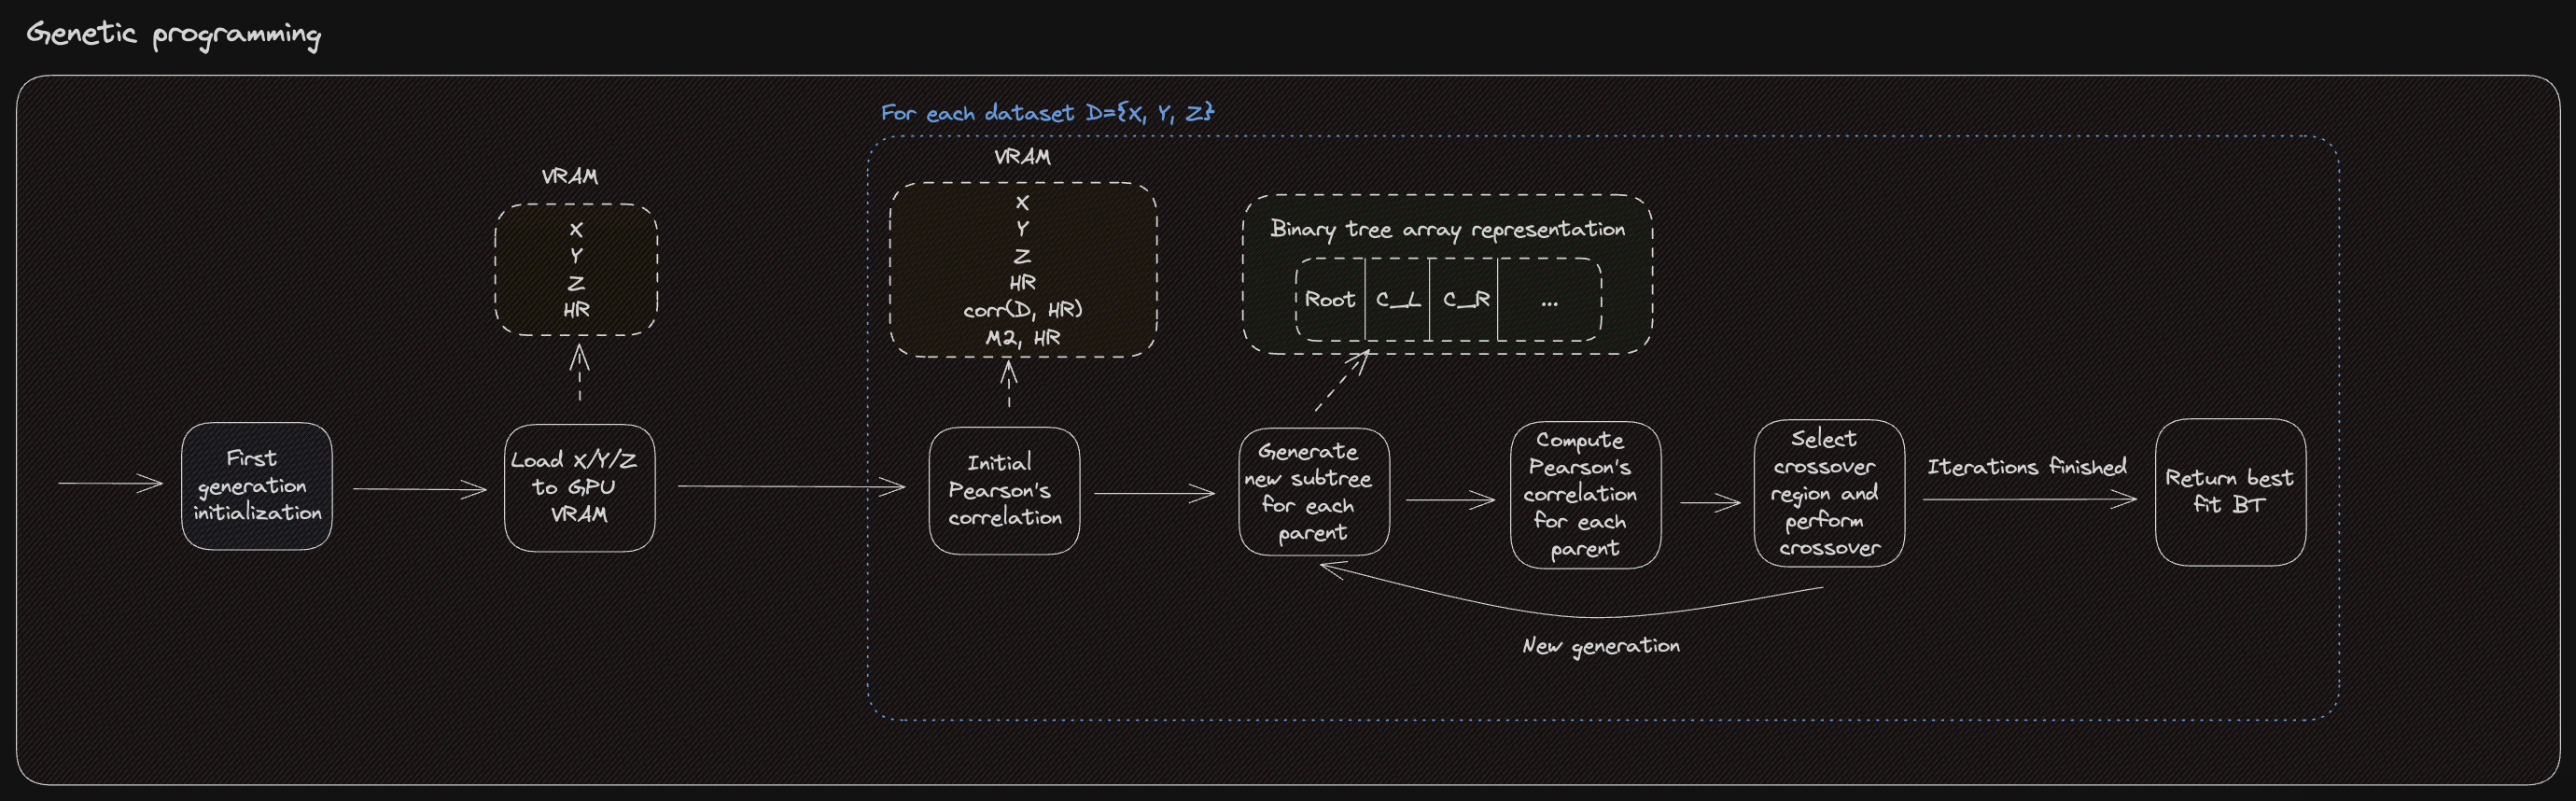 Genetic programming
For each dataset D={X, Y, Z}
VRAM
X
Y
Z
HR
VRAM
X
Y
Z
HR
corr(D, HR)
M2, HR
Binary tree array representation
Root C_L C_R ...
First
generation
initialization
Load X/Y/Z
to GPU
VRAM
Initial
Pearson's
correlation
Generate
new subtree
for each
parent
Compute
Pearson's
correlation
for each
parent
Select
crossover
region and
perform
crossover
Iterations finished
Return best
fit BT
New generation